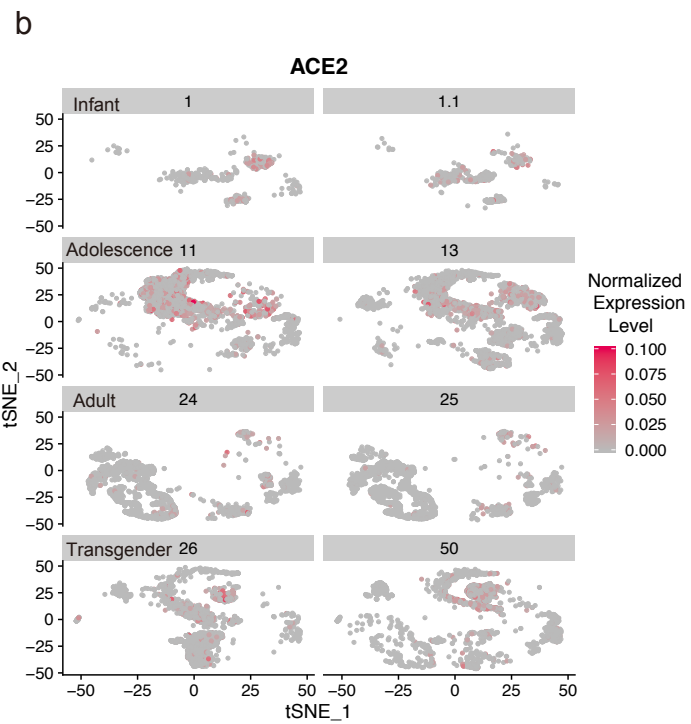 b
ACE2
Infant 1
1.1
50
25
0
−25
−50
Adolescence 11
13
50
25
0
−25
−50
Adult 24
25
50
25
0
−25
−50
Transgender 26
50
50
25
0
−25
−50
−50 −25 0 25 50
−50 −25 0 25 50
tSNE_1
tSNE_2
Normalized
Expression
Level
0.100
0.075
0.050
0.025
0.000